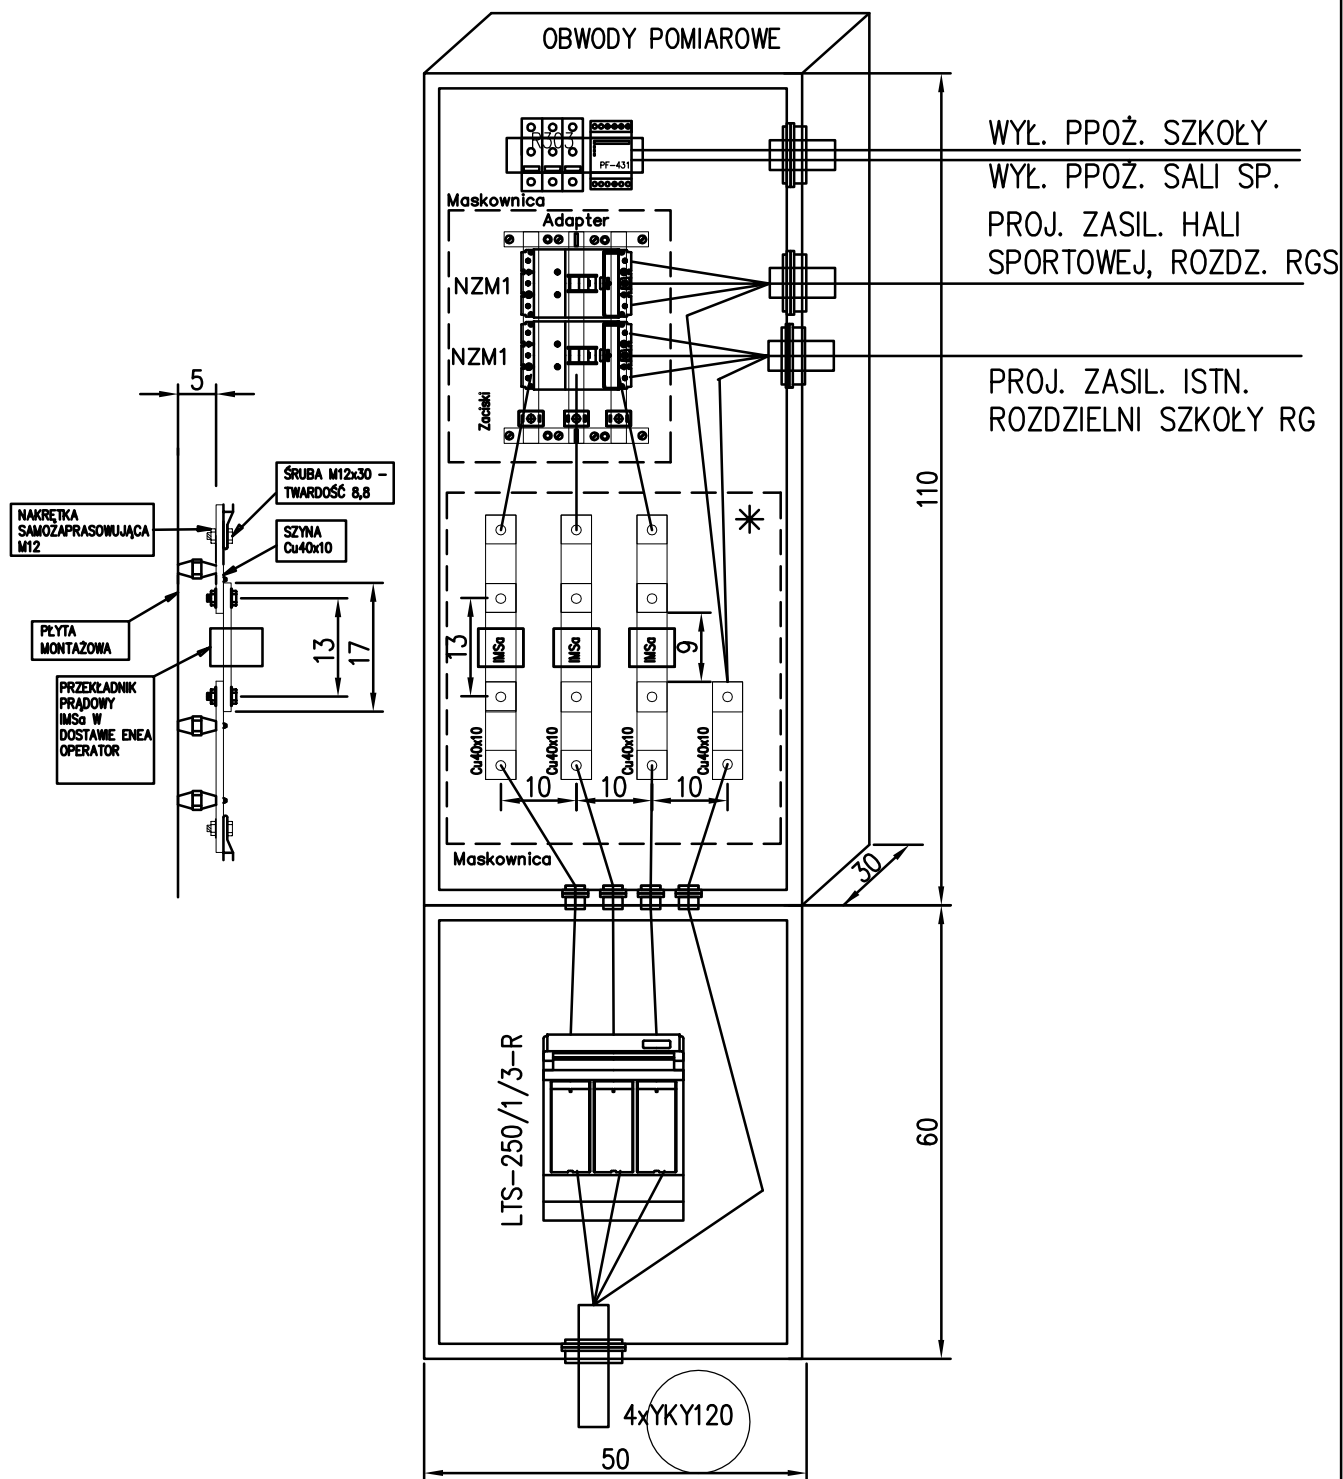 OBWODY POMIAROWE
R303
PF-431
WYŁ. PPOŻ. SZKOŁY
WYŁ. PPOŻ. SALI SP.
Maskownica
Adapter
PROJ. ZASIL. HALI
SPORTOWEJ, ROZDZ. RGS
NZM1
NZM1
PROJ. ZASIL. ISTN.
ROZDZIELNI SZKOŁY RG
Zaciski
5
ŚRUBA M12x30 -
TWARDOŚĆ 8,8
NAKRĘTKA
SAMOZAPRASOWUJĄCA
M12
SZYNA
Cu40x10
110
PŁYTA
MONTAŻOWA
13
17
13
IMSa
IMSa
IMSa
9
PRZEKŁADNIK
PRĄDOWY
IMSa W
DOSTAWIE ENEA
OPERATOR
Cu40x10
Cu40x10
Cu40x10
Cu40x10
10
10
10
Maskownica
30
LTS-250/1/3-R
60
4xYKY120
50